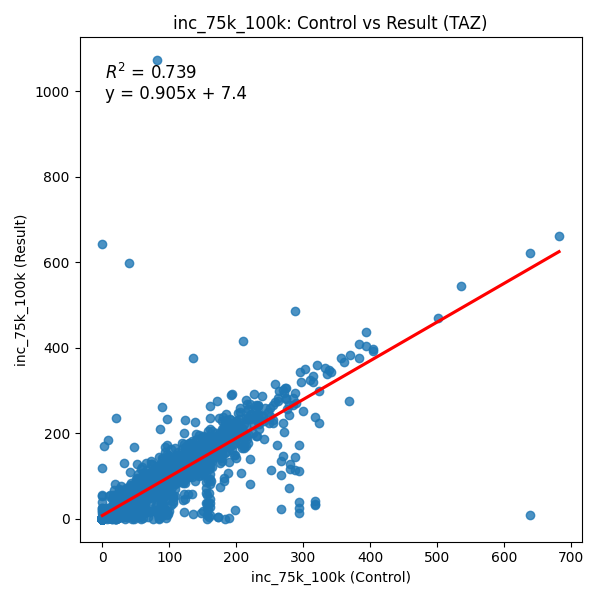 inc_75k_100k: Control vs Result (TAZ)
R² = 0.739
y = 0.905x + 7.4
1000
800
600
400
200
0
inc_75k_100k (Result)
0 100 200 300 400 500 600 700
inc_75k_100k (Control)